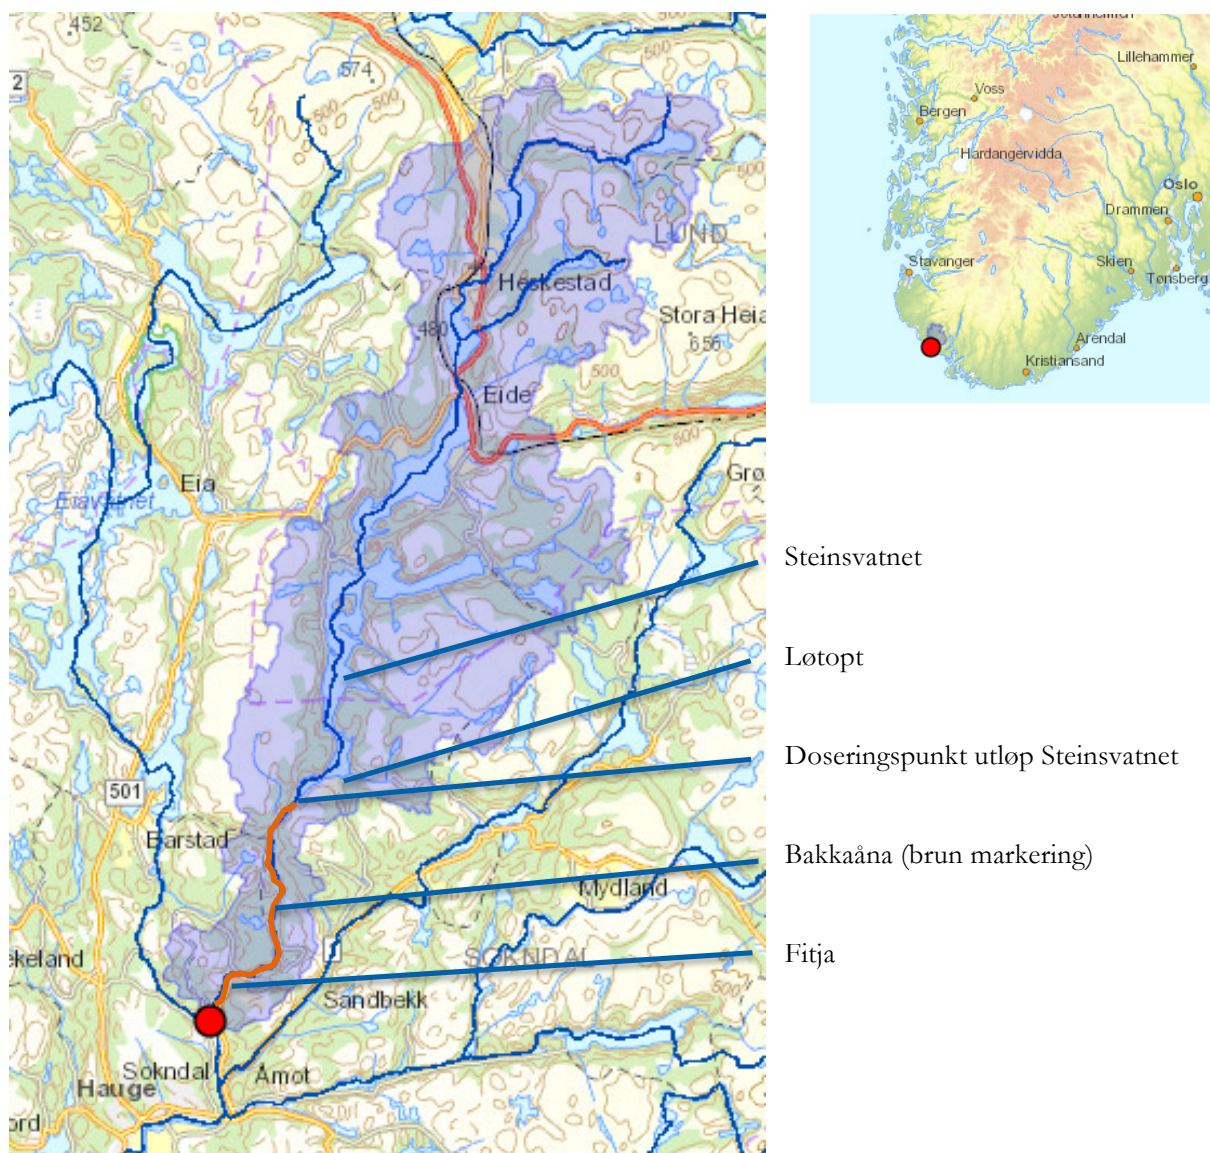 452
2
574
500
500
500
500
LUND
Heskestad
Stora Heia
480
656
500
Eide
500
Eia
Eiavatnet
501
Barstad
Mydland
SOKNDAL
500
Sandbekk
Sokndal
Åmot
Hauge
Lillehammer
Voss
Bergen
Hardangervidda
Oslo
Drammen
Stavanger
Skien
Tønsberg
Arendal
Kristiansand
Steinsvatnet
Løtopt
Doseringspunkt utløp Steinsvatnet
Bakkaåna (brun markering)
Fitja